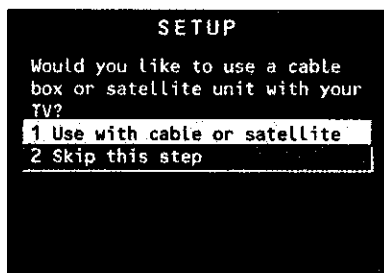 SETUP
Would you like to use a cable
box or satellite unit with your
TV?
1 Use with cable or satellite
2 Skip this step